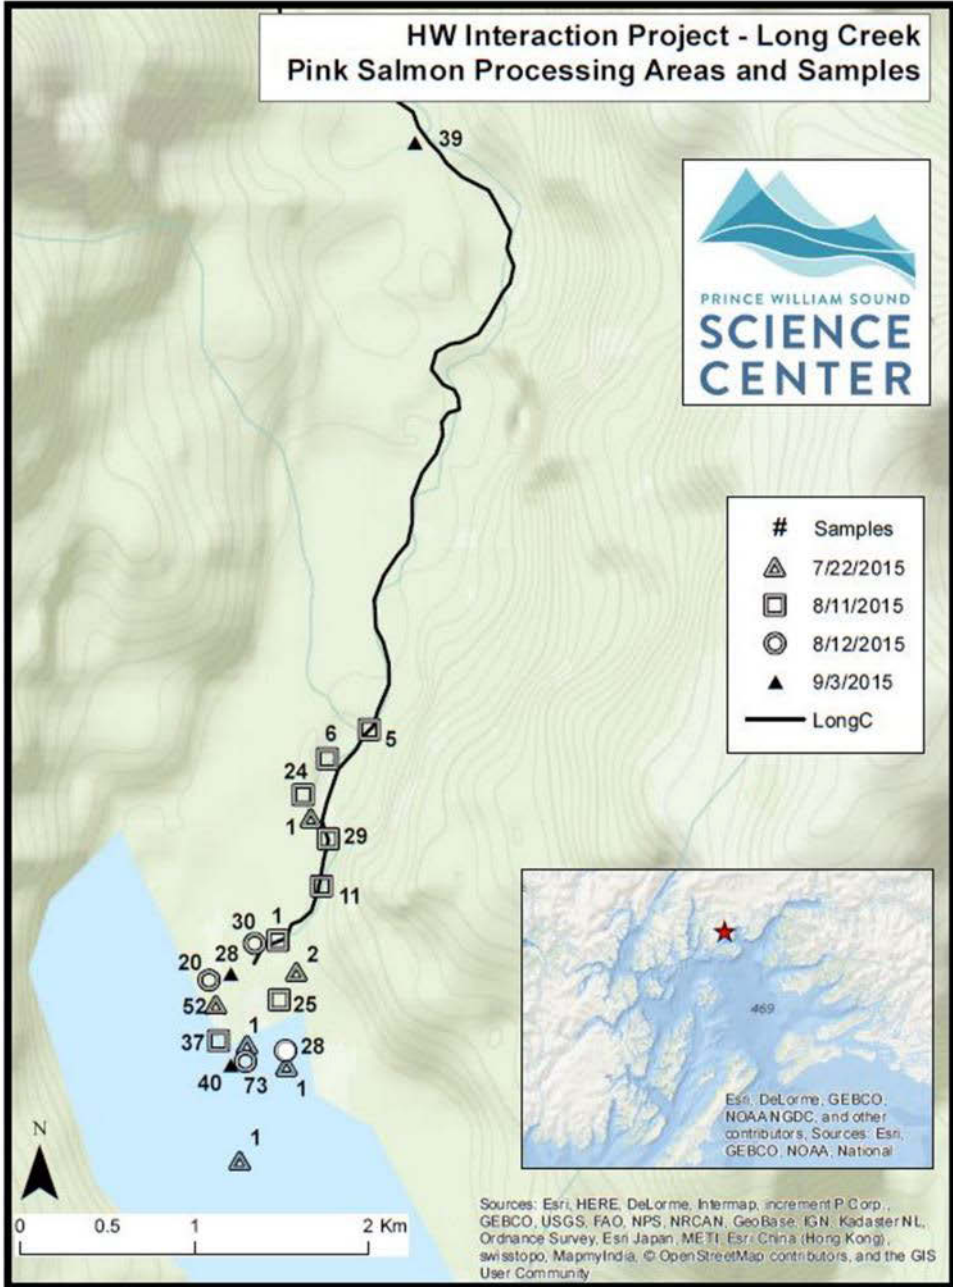 HW Interaction Project - Long Creek
Pink Salmon Processing Areas and Samples
39
PRINCE WILLIAM SOUND
SCIENCE
CENTER
# Samples
7/22/2015
8/11/2015
8/12/2015
9/3/2015
LongC
6
5
24
1
29
11
30
1
20
28
2
52
25
37
1
28
40
73
1
1
469
Esri, DeLorme, GEBCO,
NOAA NGDC, and other
contributors, Sources: Esri,
GEBCO, NOAA, National
N
0 0.5 1 2 Km
Sources: Esri, HERE, DeLorme, Intermap, increment P Corp.,
GEBCO, USGS, FAO, NPS, NRCAN, GeoBase, IGN, Kadaster NL,
Ordnance Survey, Esri Japan, METI, Esri China (Hong Kong),
swisstopo, MapmyIndia, © OpenStreetMap contributors, and the GIS
User Community